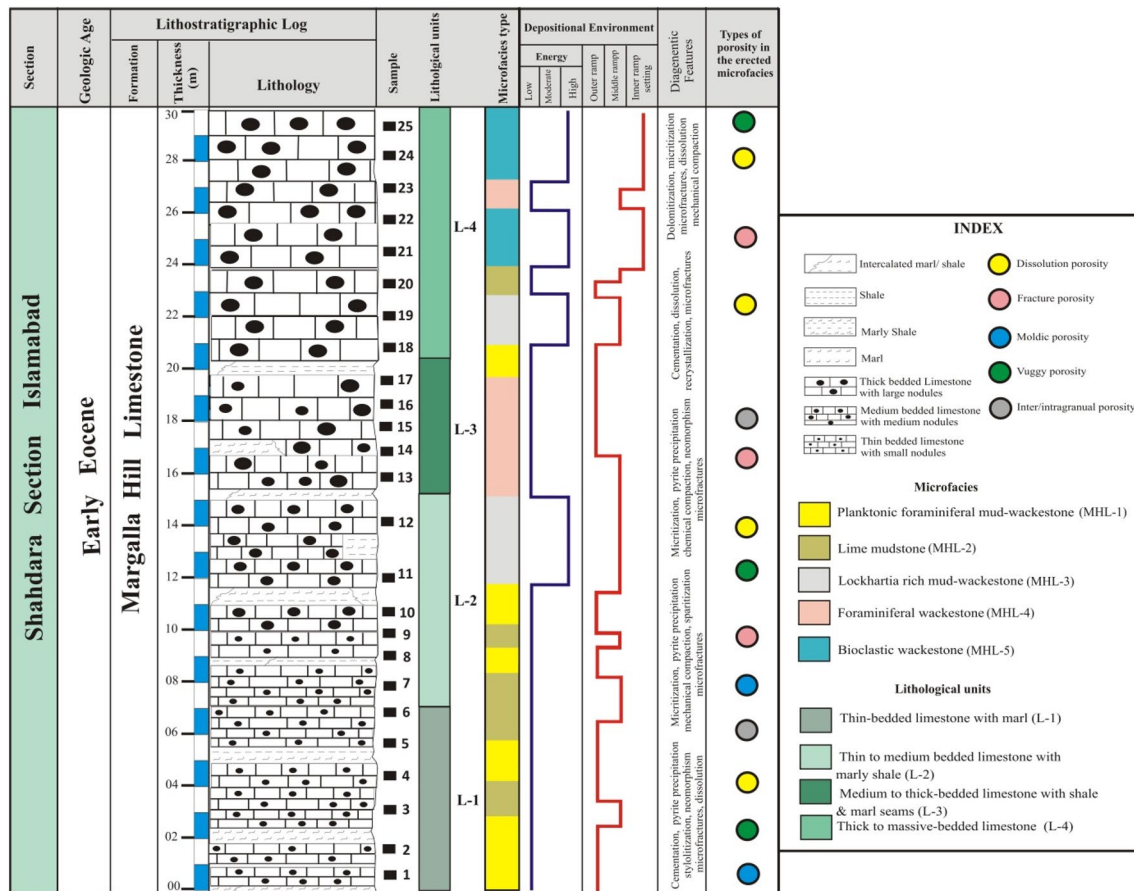 Section
Geologic Age
Lithostratigraphic Log
Formation
Thickness
(m)
Lithology
Sample
Litholgical units
Microfacies type
Depositional Environment
Energy
Low
Moderate
High
Outer ramp
Middle rampp
Inner ramp
setting
Diagenentic
Features
Types of
porosity in
the erected
microfacies
Shahdara Section Islamabad
Early Eocene
Margalla Hill Limestone
30
28
26
24
22
20
18
16
14
12
10
08
06
04
02
00
25
24
23
22
21
20
19
18
17
16
15
14
13
12
11
10
9
8
7
6
5
4
3
2
1
L-4
L-3
L-2
L-1
Dolomitization, micritization
microfractures, dissolution
mechanical compaction
Cementation, dissolution,
recrystallization, microfractures
Micritization, pyrite precipitation
chemical compaction, neomorphism
microfractures
Micritization, pyrite precipitation
mechanical compaction, sparitization
microfractures
Cementation, pyrite precipitation
stylolitization, neomorphism
microfractures, dissolution
INDEX
Intercalated marl/ shale
Shale
Marly Shale
Marl
Thick bedded Limestone
with large nodules
Medium bedded limestone
with medium nodules
Thin bedded limestone
with small nodules
Dissolution porosity
Fracture porosity
Moldic porosity
Vuggy porosity
Inter/intragranual porosity
Microfacies
Planktonic foraminiferal mud-wackestone (MHL-1)
Lime mudstone (MHL-2)
Lockhartia rich mud-wackestone (MHL-3)
Foraminiferal wackestone (MHL-4)
Bioclastic wackestone (MHL-5)
Lithological units
Thin-bedded limestone with marl (L-1)
Thin to medium bedded limestone with
marly shale (L-2)
Medium to thick-bedded limestone with shale
& marl seams (L-3)
Thick to massive-bedded limestone (L-4)